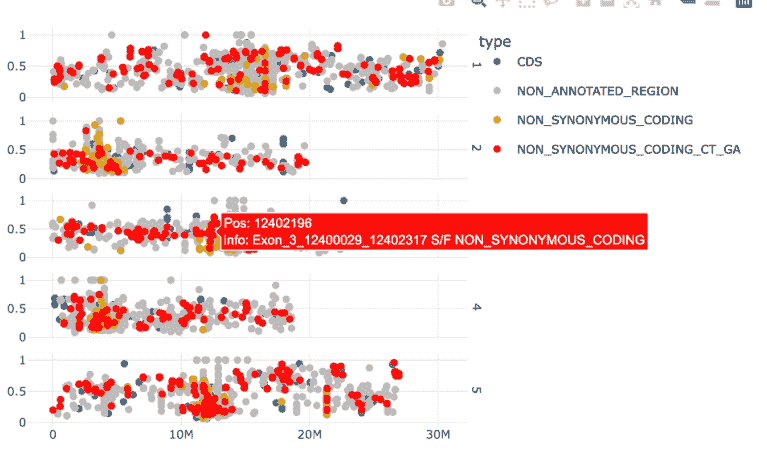 type
CDS
NON_ANNOTATED_REGION
NON_SYNONYMOUS_CODING
NON_SYNONYMOUS_CODING_CT_GA
1
0.5
0
1
1
0.5
0
2
1
0.5
0
Pos: 12402196
info: Exon_3_12400029_12402317 S/F NON_SYNONYMOUS_CODING
1
0.5
0
4
1
0.5
0
5
0 10M 20M 30M